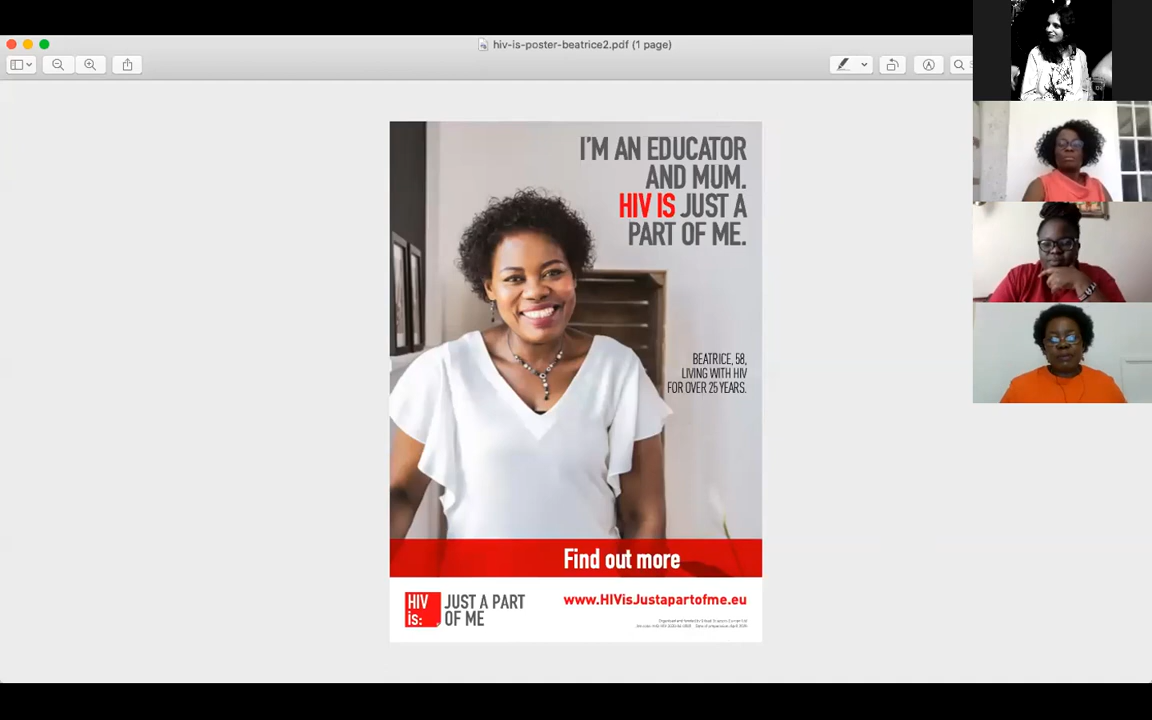 hiv-is-poster-beatrice2.pdf (1 page)
I'M AN EDUCATOR
AND MUM.
HIV IS JUST A
PART OF ME.
BEATRICE, 58,
LIVING WITH HIV
FOR OVER 25 YEARS.
Find out more
HIV
is:
JUST A PART
OF ME
www.HIVisJustapartofme.eu